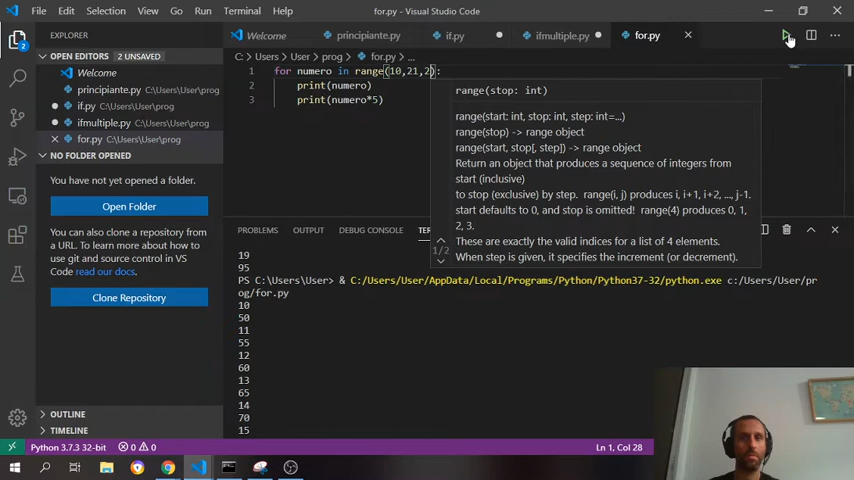 File Edit Selection View Go Run Terminal Help for.py - Visual Studio Code
EXPLORER
Welcome principiante.py if.py ifmultiple.py for.py
OPEN EDITORS 2 UNSAVED
Welcome
principiante.py C:\Users\User\prog
if.py C:\Users\User\prog
ifmultiple.py C:\Users\User\prog
for.py C:\Users\User\prog
NO FOLDER OPENED
You have not yet opened a folder.
Open Folder
You can also clone a repository from
a URL. To learn more about how to
use git and source control in VS
Code read our docs.
Clone Repository
OUTLINE
TIMELINE
2
C: > Users > User > prog > for.py > ...
1 for numero in range(10,21,2):
2 print(numero)
3 print(numero*5)
range(stop: int)
range(start: int, stop: int, step: int=...)
range(stop) -> range object
range(start, stop[, step]) -> range object
Return an object that produces a sequence of integers from
start (inclusive)
to stop (exclusive) by step. range(i, j) produces i, i+1, i+2, ..., j-1.
start defaults to 0, and stop is omitted! range(4) produces 0, 1,
2, 3.
These are exactly the valid indices for a list of 4 elements.
When step is given, it specifies the increment (or decrement).
1/2
PROBLEMS OUTPUT DEBUG CONSOLE
19
95
PS C:\Users\User> & C:/Users/User/AppData/Local/Programs/Python/Python37-32/python.exe c:/Users/User/pr
og/for.py
10
50
11
55
12
60
13
65
14
70
15
Python 3.7.3 32-bit 0 0 Ln 1, Col 28